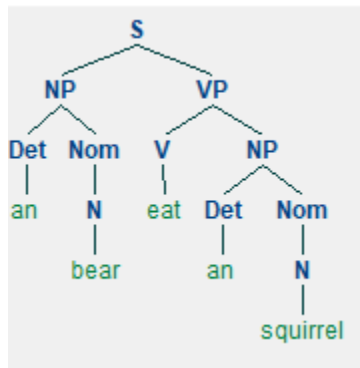 S
NP VP
Det Nom V NP
an N eat Det Nom
bear an N
squirrel